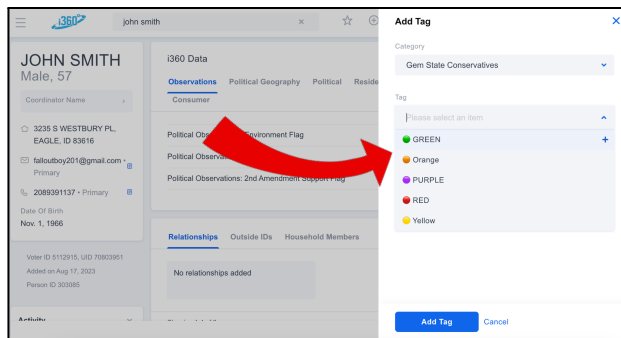 i360
john smith
×
Add Tag
×
JOHN SMITH
Male, 57
Coordinator Name
3235 S WESTBURY PL,
EAGLE, ID 83616
falloutboy201@gmail.com •
Primary
2089391137 • Primary
Date Of Birth
Nov. 1, 1966
Voter ID 5112915, UID 70803951
Added on Aug 17, 2023
Person ID 303085
Activity
i360 Data
Observations Political Geography Political Reside
Consumer
Political Obse Environment Flag
Political Observa
Political Observations: 2nd Amendment Support Flag
Relationships Outside IDs Household Members
No relationships added
Category
Gem State Conservatives
Tag
Please select an item
GREEN +
Orange
PURPLE
RED
Yellow
Add Tag Cancel